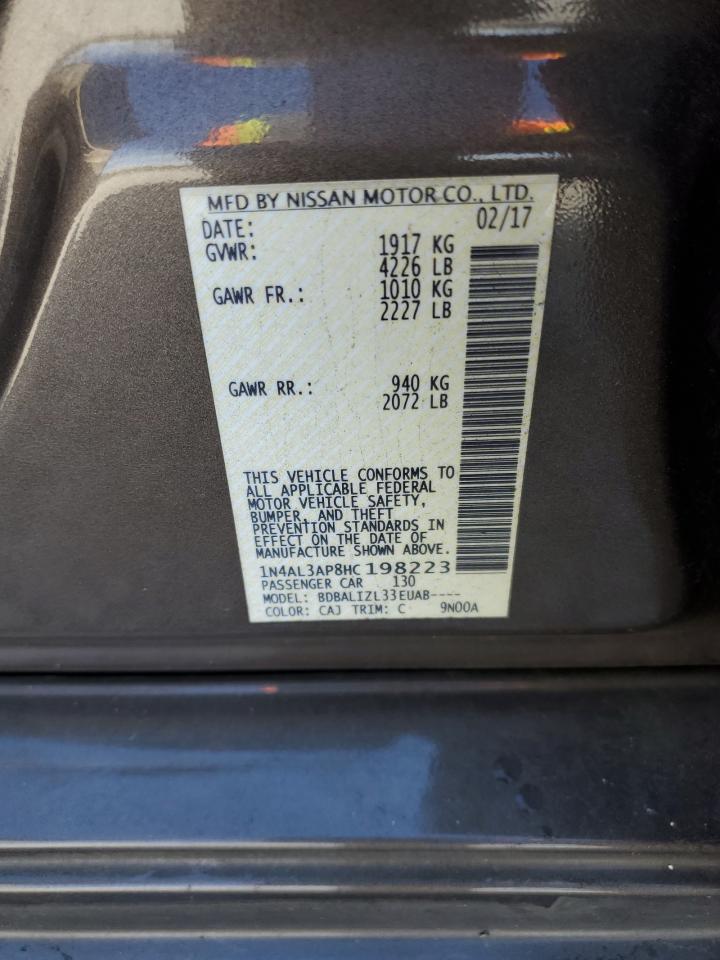 MFD BY NISSAN MOTOR CO., LTD.
DATE: 02/17
GVWR: 1917 KG
4226 LB
GAWR FR.: 1010 KG
2227 LB
GAWR RR.: 940 KG
2072 LB
THIS VEHICLE CONFORMS TO
ALL APPLICABLE FEDERAL
MOTOR VEHICLE SAFETY,
BUMPER, AND THEFT
PREVENTION STANDARDS IN
EFFECT ON THE DATE OF
MANUFACTURE SHOWN ABOVE.
1N4AL3AP8HC198223
PASSENGER CAR 130
MODEL: BDBALIZL33EUAB----
COLOR: CAJ TRIM: C 9N00A